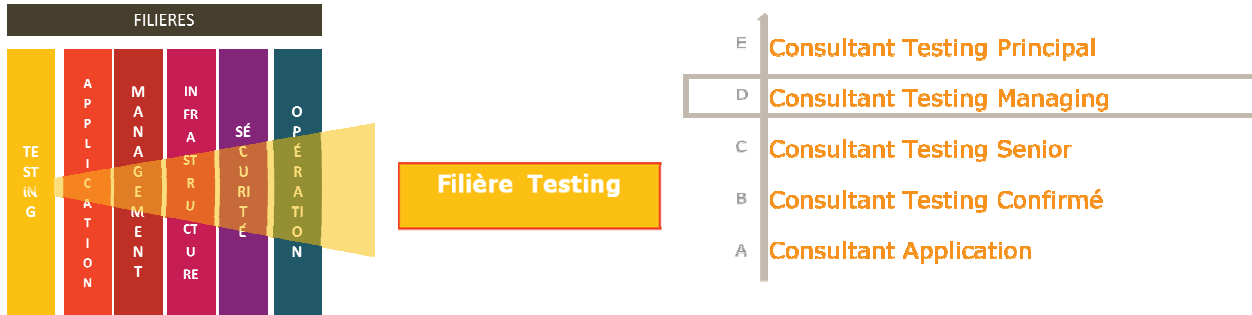 FILIERES
TESTING
APPLICATION
MANAGEMENT
INFRASTRUCTURE
SÉCURITÉ
OPÉRATION
Filière Testing
E Consultant Testing Principal
D Consultant Testing Managing
C Consultant Testing Senior
B Consultant Testing Confirmé
A Consultant Application